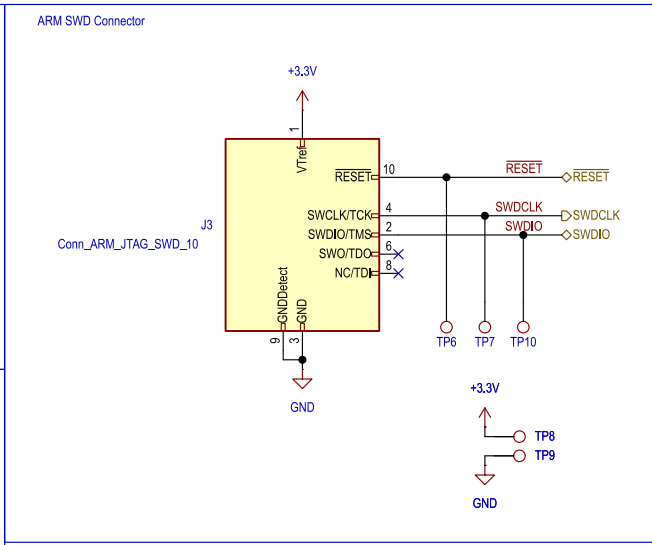 ARM SWD Connector
+3.3V
1
VTref
RESET
10
RESET
RESET
J3
SWCLK/TCK
4
SWDCLK
SWDCLK
Conn_ARM_JTAG_SWD_10
SWDIO/TMS
2
SWDIO
SWDIO
SWO/TDO
6
NC/TDI
8
GNDDetect
GND
9
3
TP6
TP7
TP10
GND
+3.3V
TP8
TP9
GND